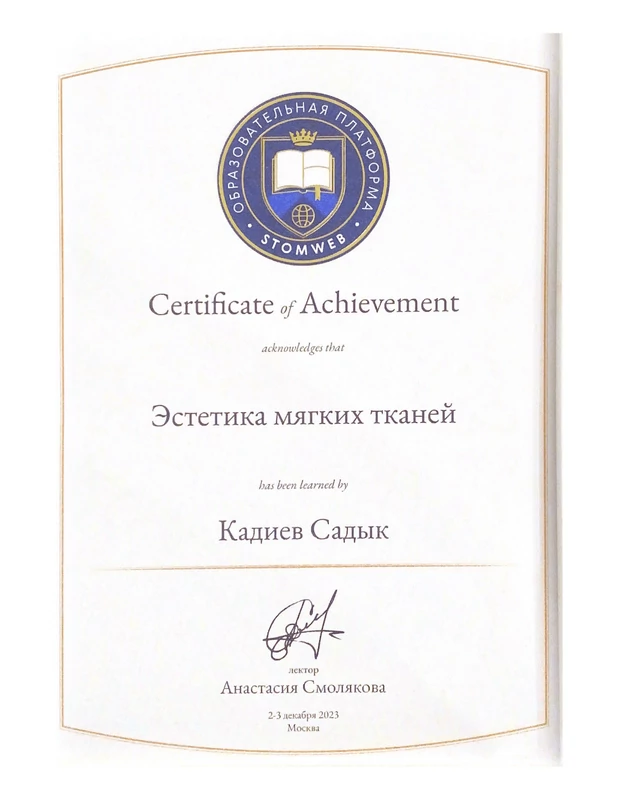 ОБРАЗОВАТЕЛЬНАЯ ПЛАТФОРМА
• STOMWEB •
Certificate of Achievement
acknowledges that
Эстетика мягких тканей
has been learned by
Кадиев Садык
лектор
Анастасия Смолякова
2-3 декабря 2023
Москва